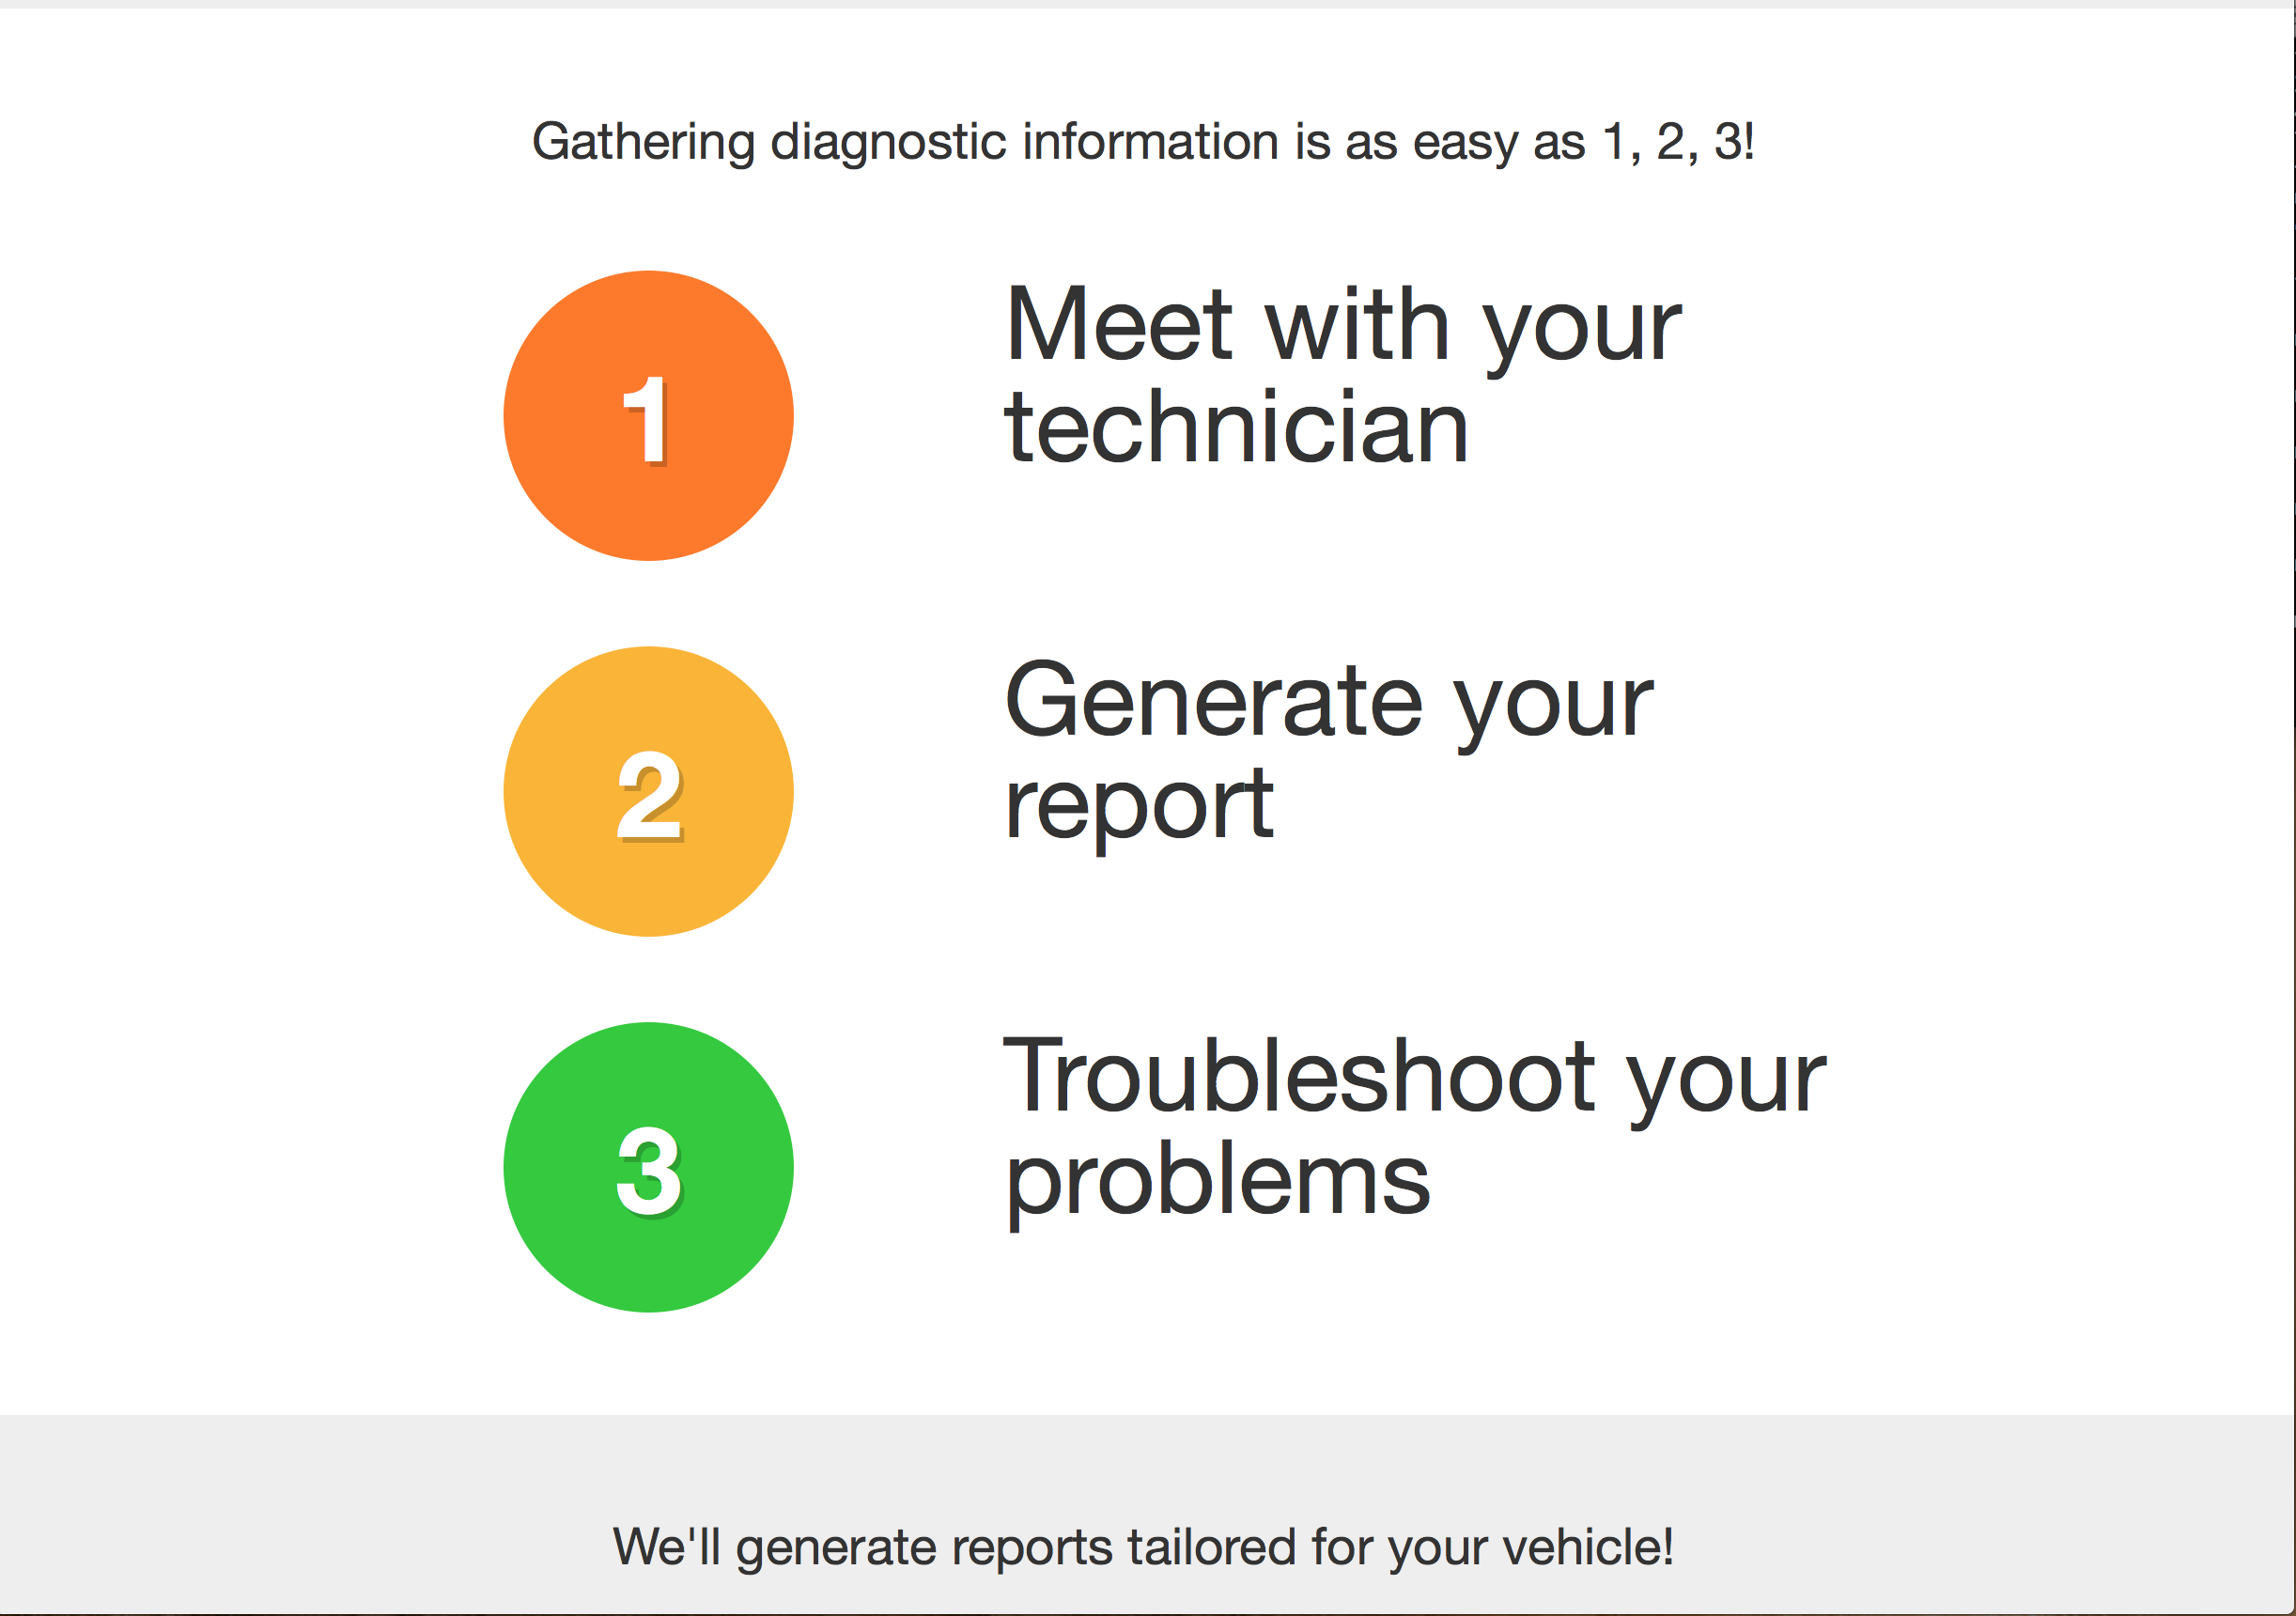 Gathering diagnostic information is as easy as 1, 2, 3!
1
Meet with your
technician
2
Generate your
report
3
Troubleshoot your
problems
We'll generate reports tailored for your vehicle!